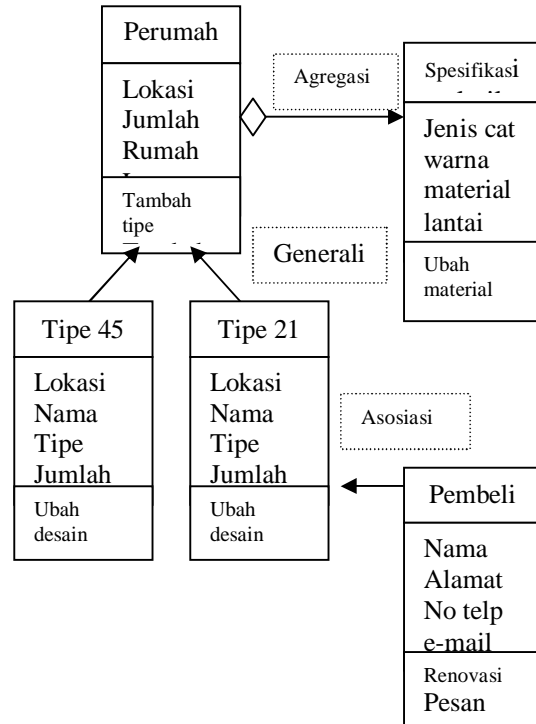 Perumah
Lokasi
Jumlah
Rumah
Tambah
tipe
Agregasi
Spesifikasi
Jenis cat
warna
material
lantai
Ubah
material
Generali
Tipe 45
Lokasi
Nama
Tipe
Jumlah
Ubah
desain
Tipe 21
Lokasi
Nama
Tipe
Jumlah
Ubah
desain
Asosiasi
Pembeli
Nama
Alamat
No telp
e-mail
Renovasi
Pesan